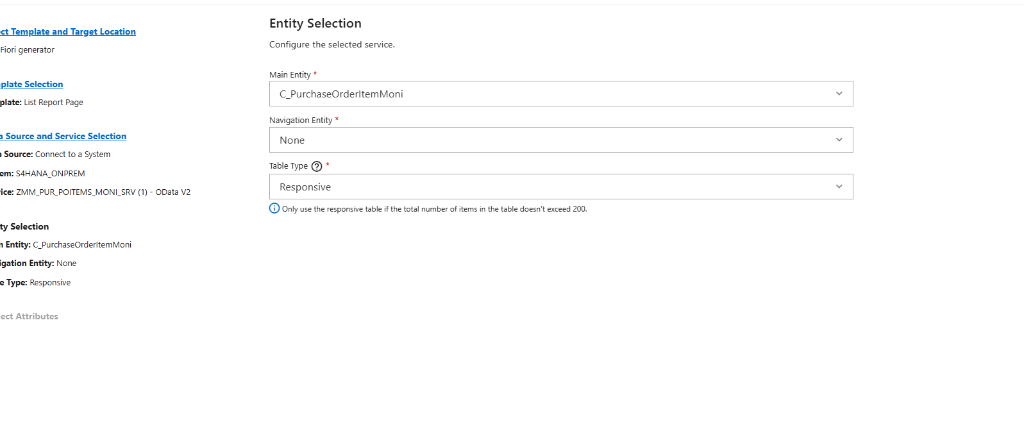 ct Template and Target Location
Fiori generator
plate Selection
plate: List Report Page
a Source and Service Selection
Source: Connect to a System
em: S4HANA_ONPREM
ice: ZMM_PUR_POITEMS_MONI_SRV (1) - OData V2
ty Selection
n Entity: C_PurchaseOrderItemMoni
igation Entity: None
e Type: Responsive
ect Attributes
Entity Selection
Configure the selected service.
Main Entity *
C_PurchaseOrderItemMoni
Navigation Entity *
None
Table Type ? *
Responsive
Only use the responsive table if the total number of items in the table doesn't exceed 200.